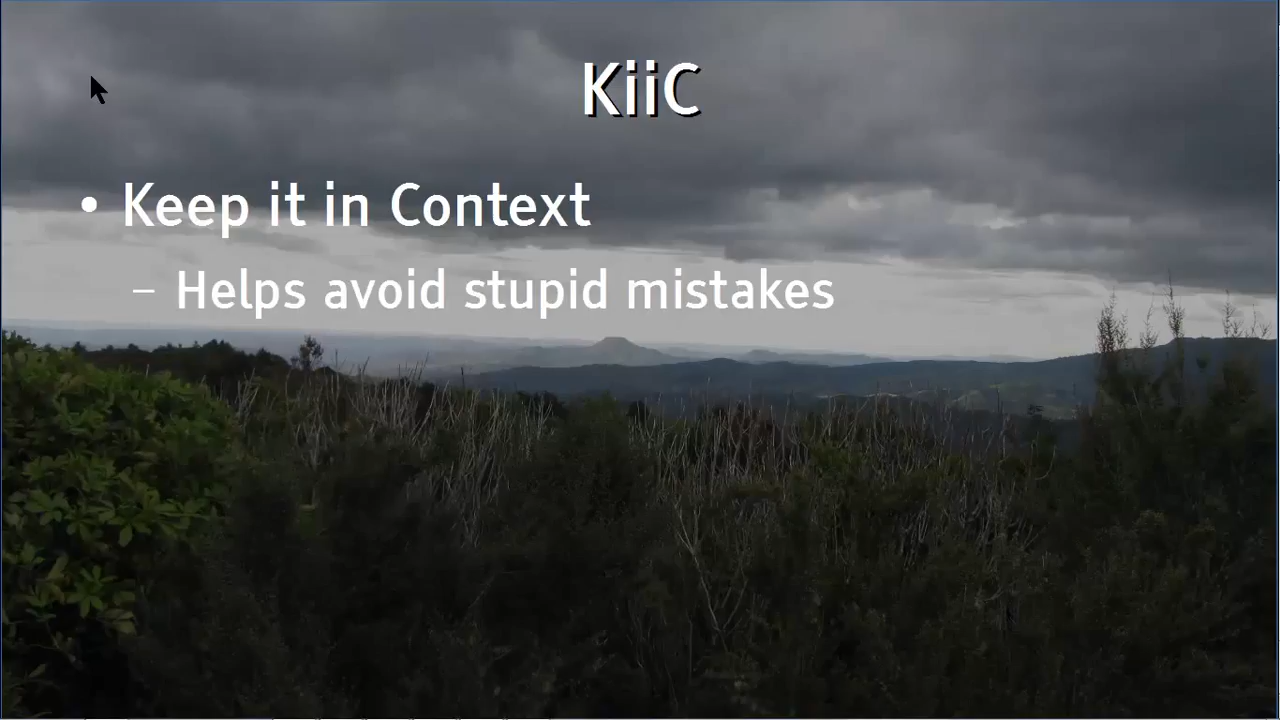 KiiC
• Keep it in Context
– Helps avoid stupid mistakes